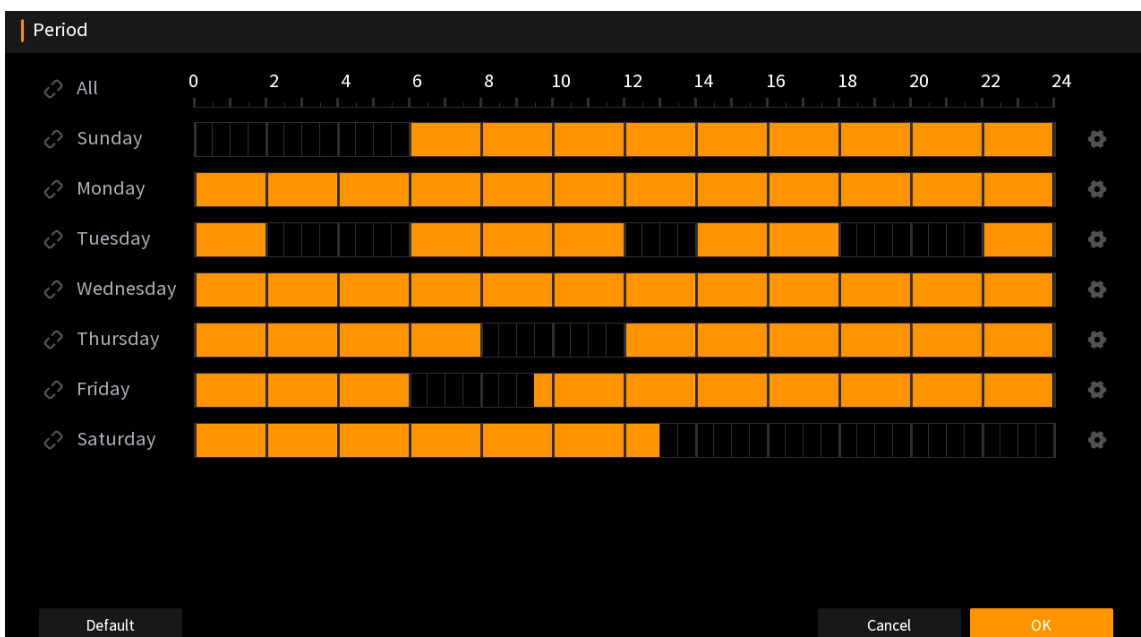 Period
All 0 2 4 6 8 10 12 14 16 18 20 22 24
Sunday
Monday
Tuesday
Wednesday
Thursday
Friday
Saturday
Default Cancel OK